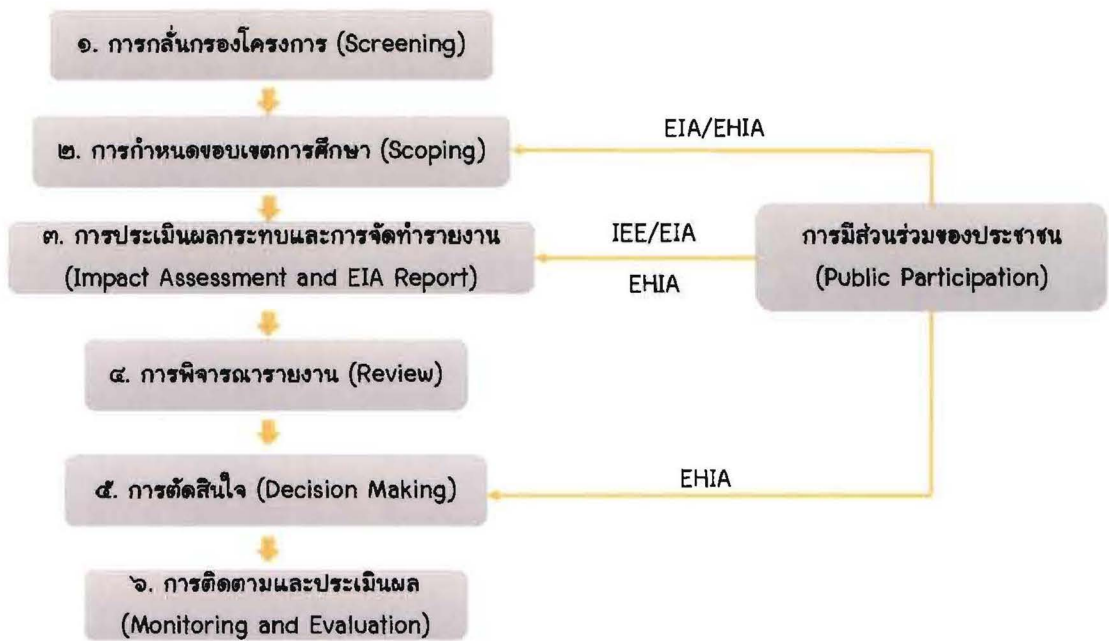 ๑. การกลั่นกรองโครงการ (Screening)
๒. การกำหนดขอบเขตการศึกษา (Scoping)
EIA/EHIA
๓. การประเมินผลกระทบและการจัดทำรายงาน
(Impact Assessment and EIA Report)
IEE/EIA
EHIA
การมีส่วนร่วมของประชาชน
(Public Participation)
๔. การพิจารณารายงาน (Review)
๕. การตัดสินใจ (Decision Making)
EHIA
๖. การติดตามและประเมินผล
(Monitoring and Evaluation)